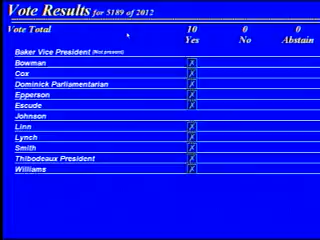 Vote Results for 5189 of 2012
Vote Total 10 0 0
Yes No Abstain
Baker Vice President (Not present)
Bowman
Cox
Dominick Parliamentarian
Epperson
Escude
Johnson
Linn
Lynch
Smith
Thibodeaux President
Williams